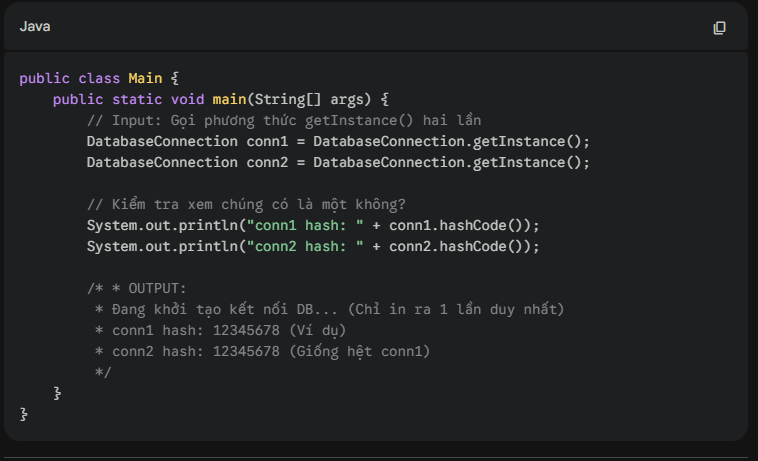 Java
public class Main {
    public static void main(String[] args) {
        // Input: Gọi phương thức getInstance() hai lần
        DatabaseConnection conn1 = DatabaseConnection.getInstance();
        DatabaseConnection conn2 = DatabaseConnection.getInstance();

        // Kiểm tra xem chúng có là một không?
        System.out.println("conn1 hash: " + conn1.hashCode());
        System.out.println("conn2 hash: " + conn2.hashCode());

        /* * OUTPUT:
         * Đang khởi tạo kết nối DB... (Chỉ in ra 1 lần duy nhất)
         * conn1 hash: 12345678 (Ví dụ)
         * conn2 hash: 12345678 (Giống hệt conn1)
         */
    }
}